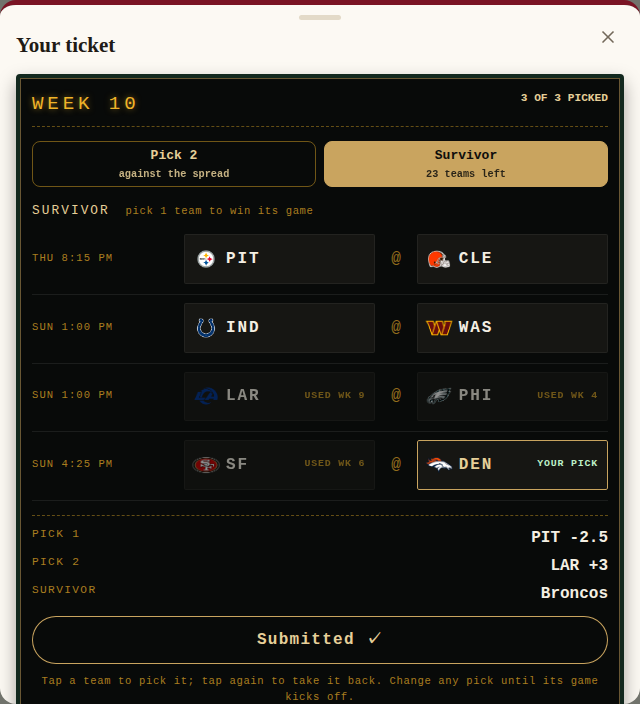 Your ticket
WEEK 10
3 OF 3 PICKED
Pick 2
against the spread
Survivor
23 teams left
SURVIVOR pick 1 team to win its game
THU 8:15 PM PIT @ CLE
SUN 1:00 PM IND @ WAS
SUN 1:00 PM LAR USED WK 9 @ PHI USED WK 4
SUN 4:25 PM SF USED WK 6 @ DEN YOUR PICK
PICK 1 PIT -2.5
PICK 2 LAR +3
SURVIVOR Broncos
Submitted ✓
Tap a team to pick it; tap again to take it back. Change any pick until its game
kicks off.